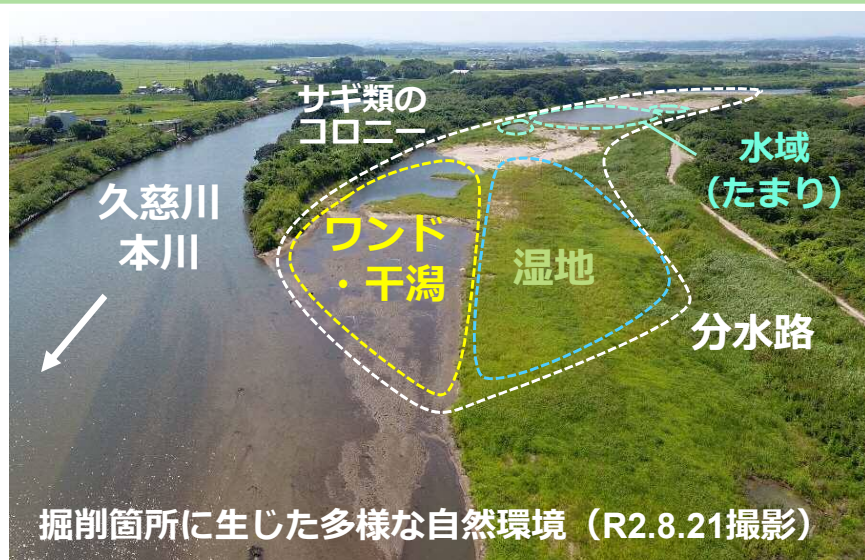 サギ類の
コロニー
水域
（たまり）
久慈川
本川
ワンド
・干潟
湿地
分水路
掘削箇所に生じた多様な自然環境（R2.8.21撮影）